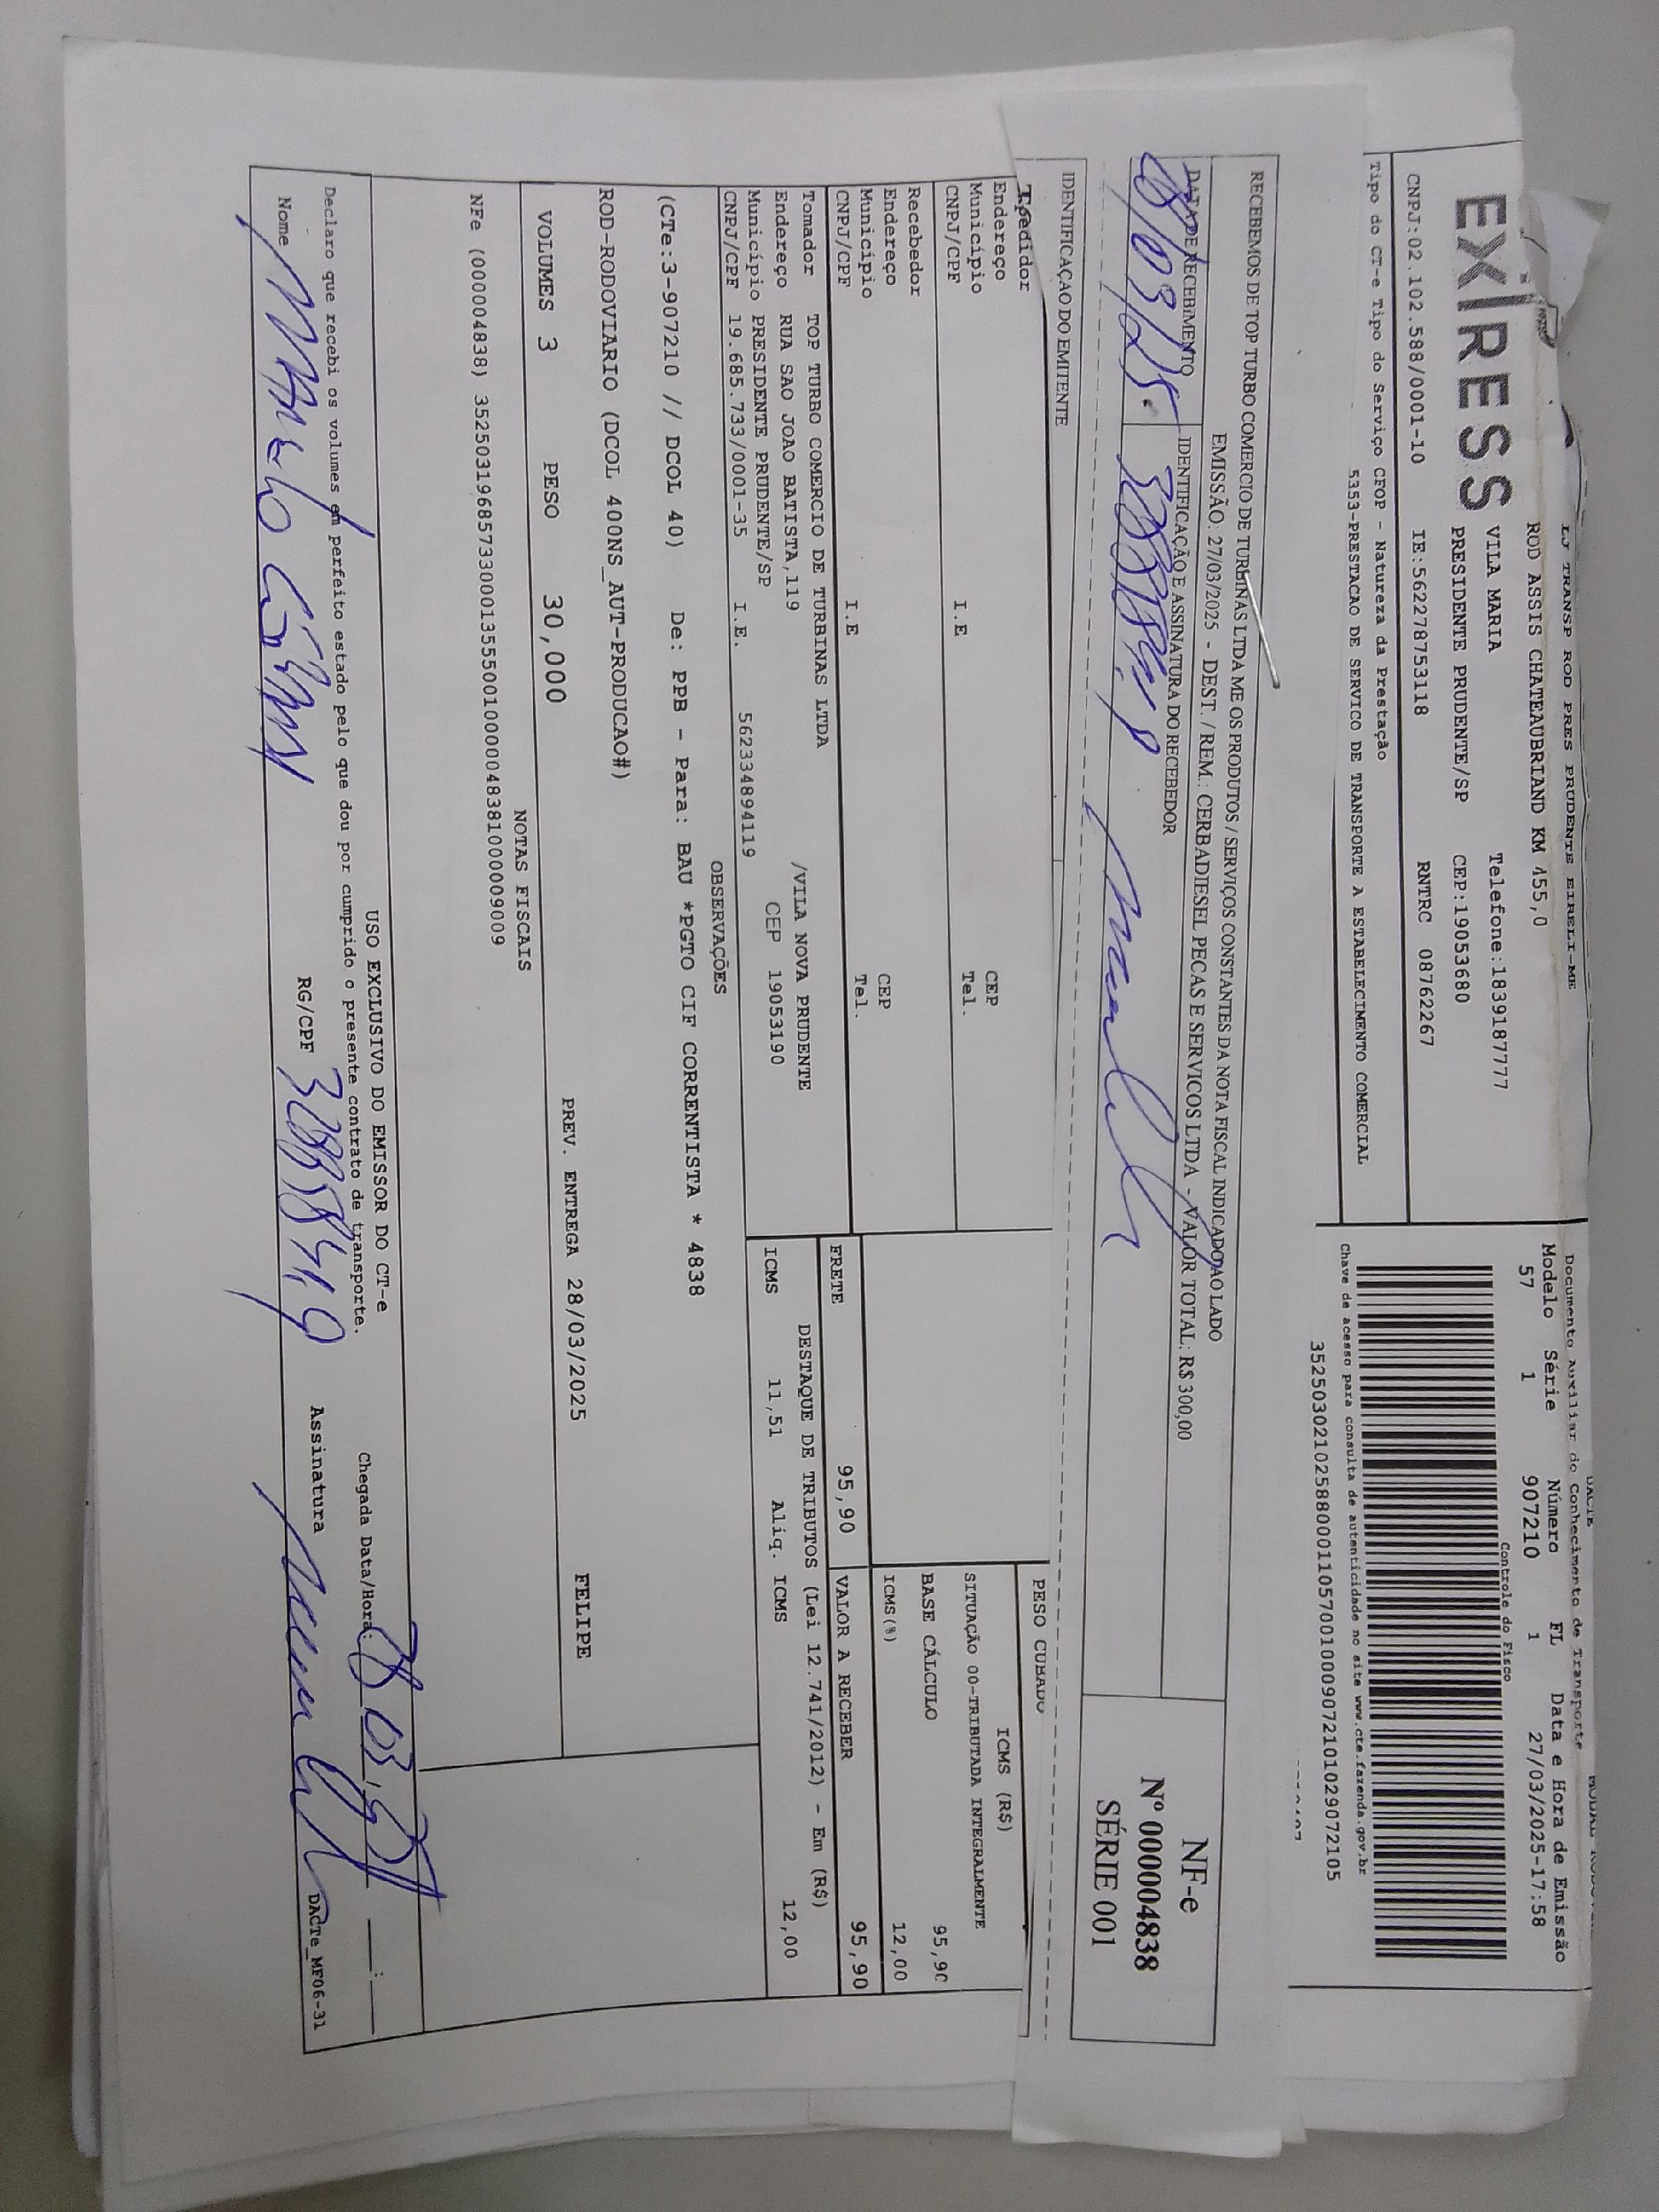 EXPRESS
LJ TRANSP ROD PRES PRUDENTE EIRELI-ME
ROD ASSIS CHATEAUBRIAND KM 455,0
VILA MARIA Telefone:1839187777
PRESIDENTE PRUDENTE/SP CEP:19053680
CNPJ:02.102.588/0001-10 IE:562278753118 RNTRC 08762267
Tipo do CT-e Tipo do Serviço CFOP - Natureza da Prestação
5353-PRESTACAO DE SERVICO DE TRANSPORTE A ESTABELECIMENTO COMERCIAL
DACTE
Documento Auxiliar do Conhecimento de Transporte
Modelo Série Número FL Data e Hora de Emissão
57 1 907210 1 27/03/2025-17:58
Controle do Fisco
Chave de acesso para consulta de autenticidade no site www.cte.fazenda.gov.br
35250302102588000110570010009072101029072105
RECEBEMOS DE TOP TURBO COMERCIO DE TURBINAS LTDA ME OS PRODUTOS / SERVIÇOS CONSTANTES DA NOTA FISCAL INDICADO AO LADO
EMISSÃO: 27/03/2025 - DEST. / REM.: CERBADIESEL PECAS E SERVICOS LTDA - VALOR TOTAL: R$ 300,00
DATA DE RECEBIMENTO IDENTIFICAÇÃO E ASSINATURA DO RECEBEDOR
28/03/25
NF-e
Nº 000004838
SÉRIE 001
IDENTIFICAÇÃO DO EMITENTE
PESO CUBADO
Endereço
Município I.E CEP
CNPJ/CPF Tel.
Recebedor
Endereço
Município I.E CEP
CNPJ/CPF Tel.
ICMS (R$)
SITUAÇÃO 00-TRIBUTADA INTEGRALMENTE
BASE CÁLCULO 95,90
ICMS(%) 12,00
Tomador TOP TURBO COMERCIO DE TURBINAS LTDA
Endereço RUA SAO JOAO BATISTA,119 /VILA NOVA PRUDENTE
Município PRESIDENTE PRUDENTE/SP CEP 19053190
CNPJ/CPF 19.685.733/0001-35 I.E. 562334894119
FRETE 95,90 VALOR A RECEBER 95,90
DESTAQUE DE TRIBUTOS (Lei 12.741/2012) - Em (R$)
ICMS 11,51 Aliq. ICMS 12,00
OBSERVAÇÕES
(CTe:3-907210 // DCOL 40) De: PPB - Para: BAU *PGTO CIF CORRENTISTA * 4838
ROD-RODOVIARIO (DCOL 400NS_AUT-PRODUCAO#)
VOLUMES 3 PESO 30,000 PREV. ENTREGA 28/03/2025 FELIPE
NOTAS FISCAIS
NFe (000004838) 35250319685733000135550010000048381000009009
USO EXCLUSIVO DO EMISSOR DO CT-e
Declaro que recebi os volumes em perfeito estado pelo que dou por cumprido o presente contrato de transporte.
Chegada Data/Hora: 28 03 25 __:__
Nome RG/CPF Assinatura
DACTe_MF06-31